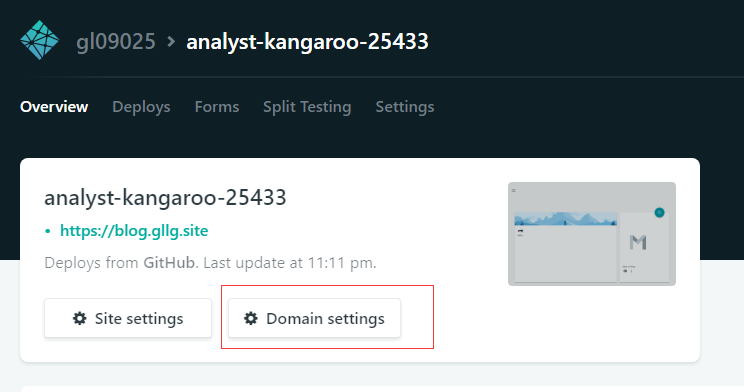 gl09025 > analyst-kangaroo-25433
Overview Deploys Forms Split Testing Settings
analyst-kangaroo-25433
• https://blog.gllg.site
Deploys from GitHub. Last update at 11:11 pm.
Site settings Domain settings